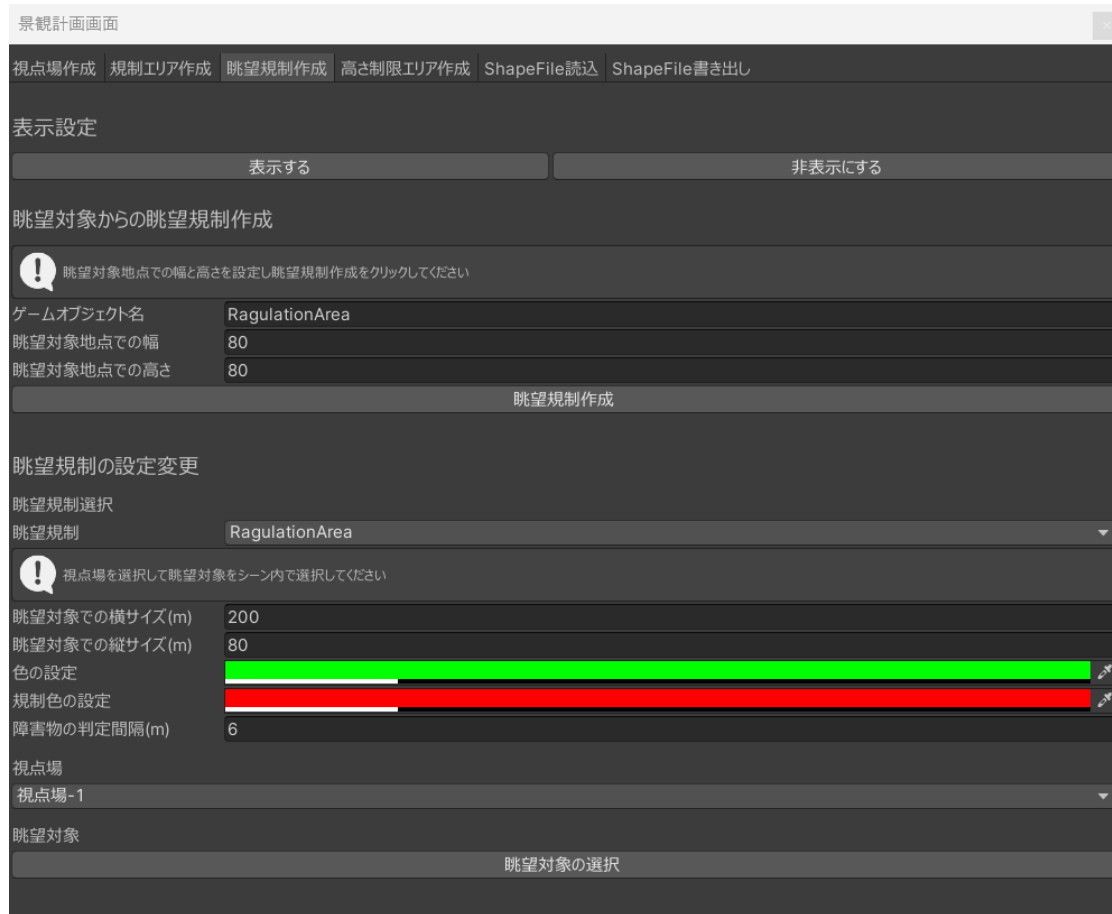 景観計画画面
視点場作成 規制エリア作成 眺望規制作成 高さ制限エリア作成 ShapeFile読込 ShapeFile書き出し
表示設定
表示する 非表示にする
眺望対象からの眺望規制作成
眺望対象地点での幅と高さを設定し眺望規制作成をクリックしてください
ゲームオブジェクト名 RagulationArea
眺望対象地点での幅 80
眺望対象地点での高さ 80
眺望規制作成
眺望規制の設定変更
眺望規制選択
眺望規制 RagulationArea
視点場を選択して眺望対象をシーン内で選択してください
眺望対象での横サイズ(m) 200
眺望対象での縦サイズ(m) 80
色の設定
規制色の設定
障害物の判定間隔(m) 6
視点場
視点場-1
眺望対象
眺望対象の選択